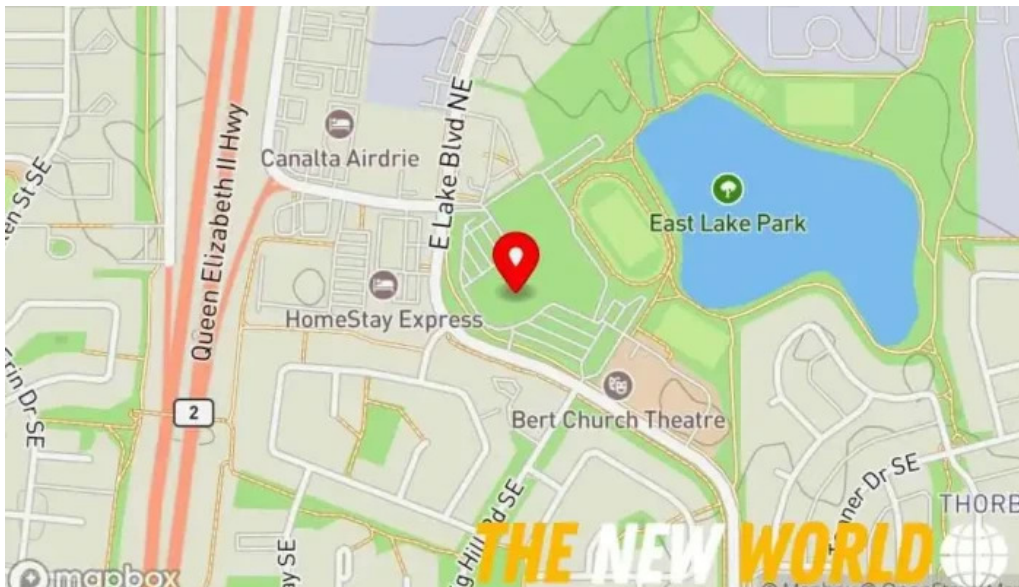 E Lake Blvd NE
Canalta Airdrie
Queen Elizabeth II Hwy
East Lake Park
HomeStay Express
2
Bert Church Theatre
Dr SE
THE NEW WORLD
mapbox